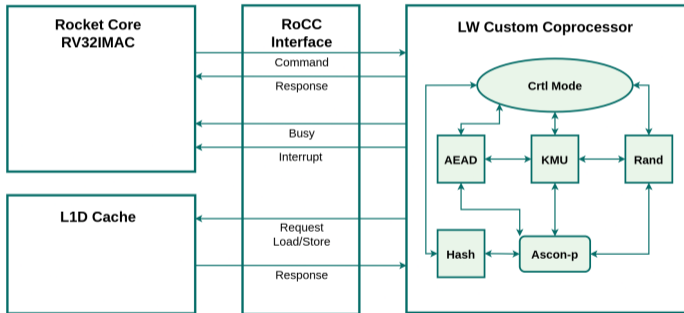 Rocket Core
RV32IMAC
RoCC
Interface
LW Custom Coprocessor
Command
Response
Busy
Interrupt
Crtl Mode
AEAD
KMU
Rand
L1D Cache
Request
Load/Store
Response
Hash
Ascon-p